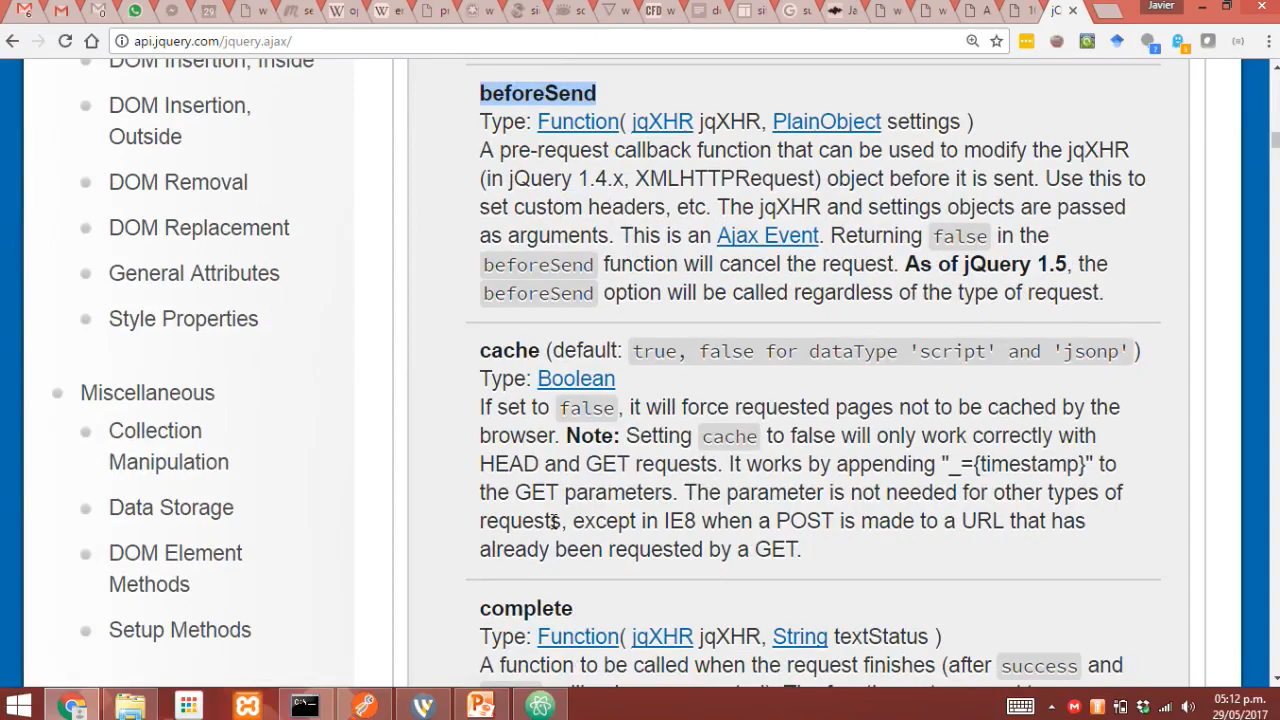 Javier
api.jquery.com/jquery.ajax/
DOM Insertion, Inside
DOM Insertion,
Outside
DOM Removal
DOM Replacement
General Attributes
Style Properties
Miscellaneous
Collection
Manipulation
Data Storage
DOM Element
Methods
Setup Methods
beforeSend
Type: Function( jqXHR jqXHR, PlainObject settings )
A pre-request callback function that can be used to modify the jqXHR
(in jQuery 1.4.x, XMLHTTPRequest) object before it is sent. Use this to
set custom headers, etc. The jqXHR and settings objects are passed
as arguments. This is an Ajax Event. Returning false in the
beforeSend function will cancel the request. As of jQuery 1.5, the
beforeSend option will be called regardless of the type of request.
cache (default: true, false for dataType 'script' and 'jsonp')
Type: Boolean
If set to false, it will force requested pages not to be cached by the
browser. Note: Setting cache to false will only work correctly with
HEAD and GET requests. It works by appending "_={timestamp}" to
the GET parameters. The parameter is not needed for other types of
requests, except in IE8 when a POST is made to a URL that has
already been requested by a GET.
complete
Type: Function( jqXHR jqXHR, String textStatus )
A function to be called when the request finishes (after success and
05:12 p.m.
29/05/2017